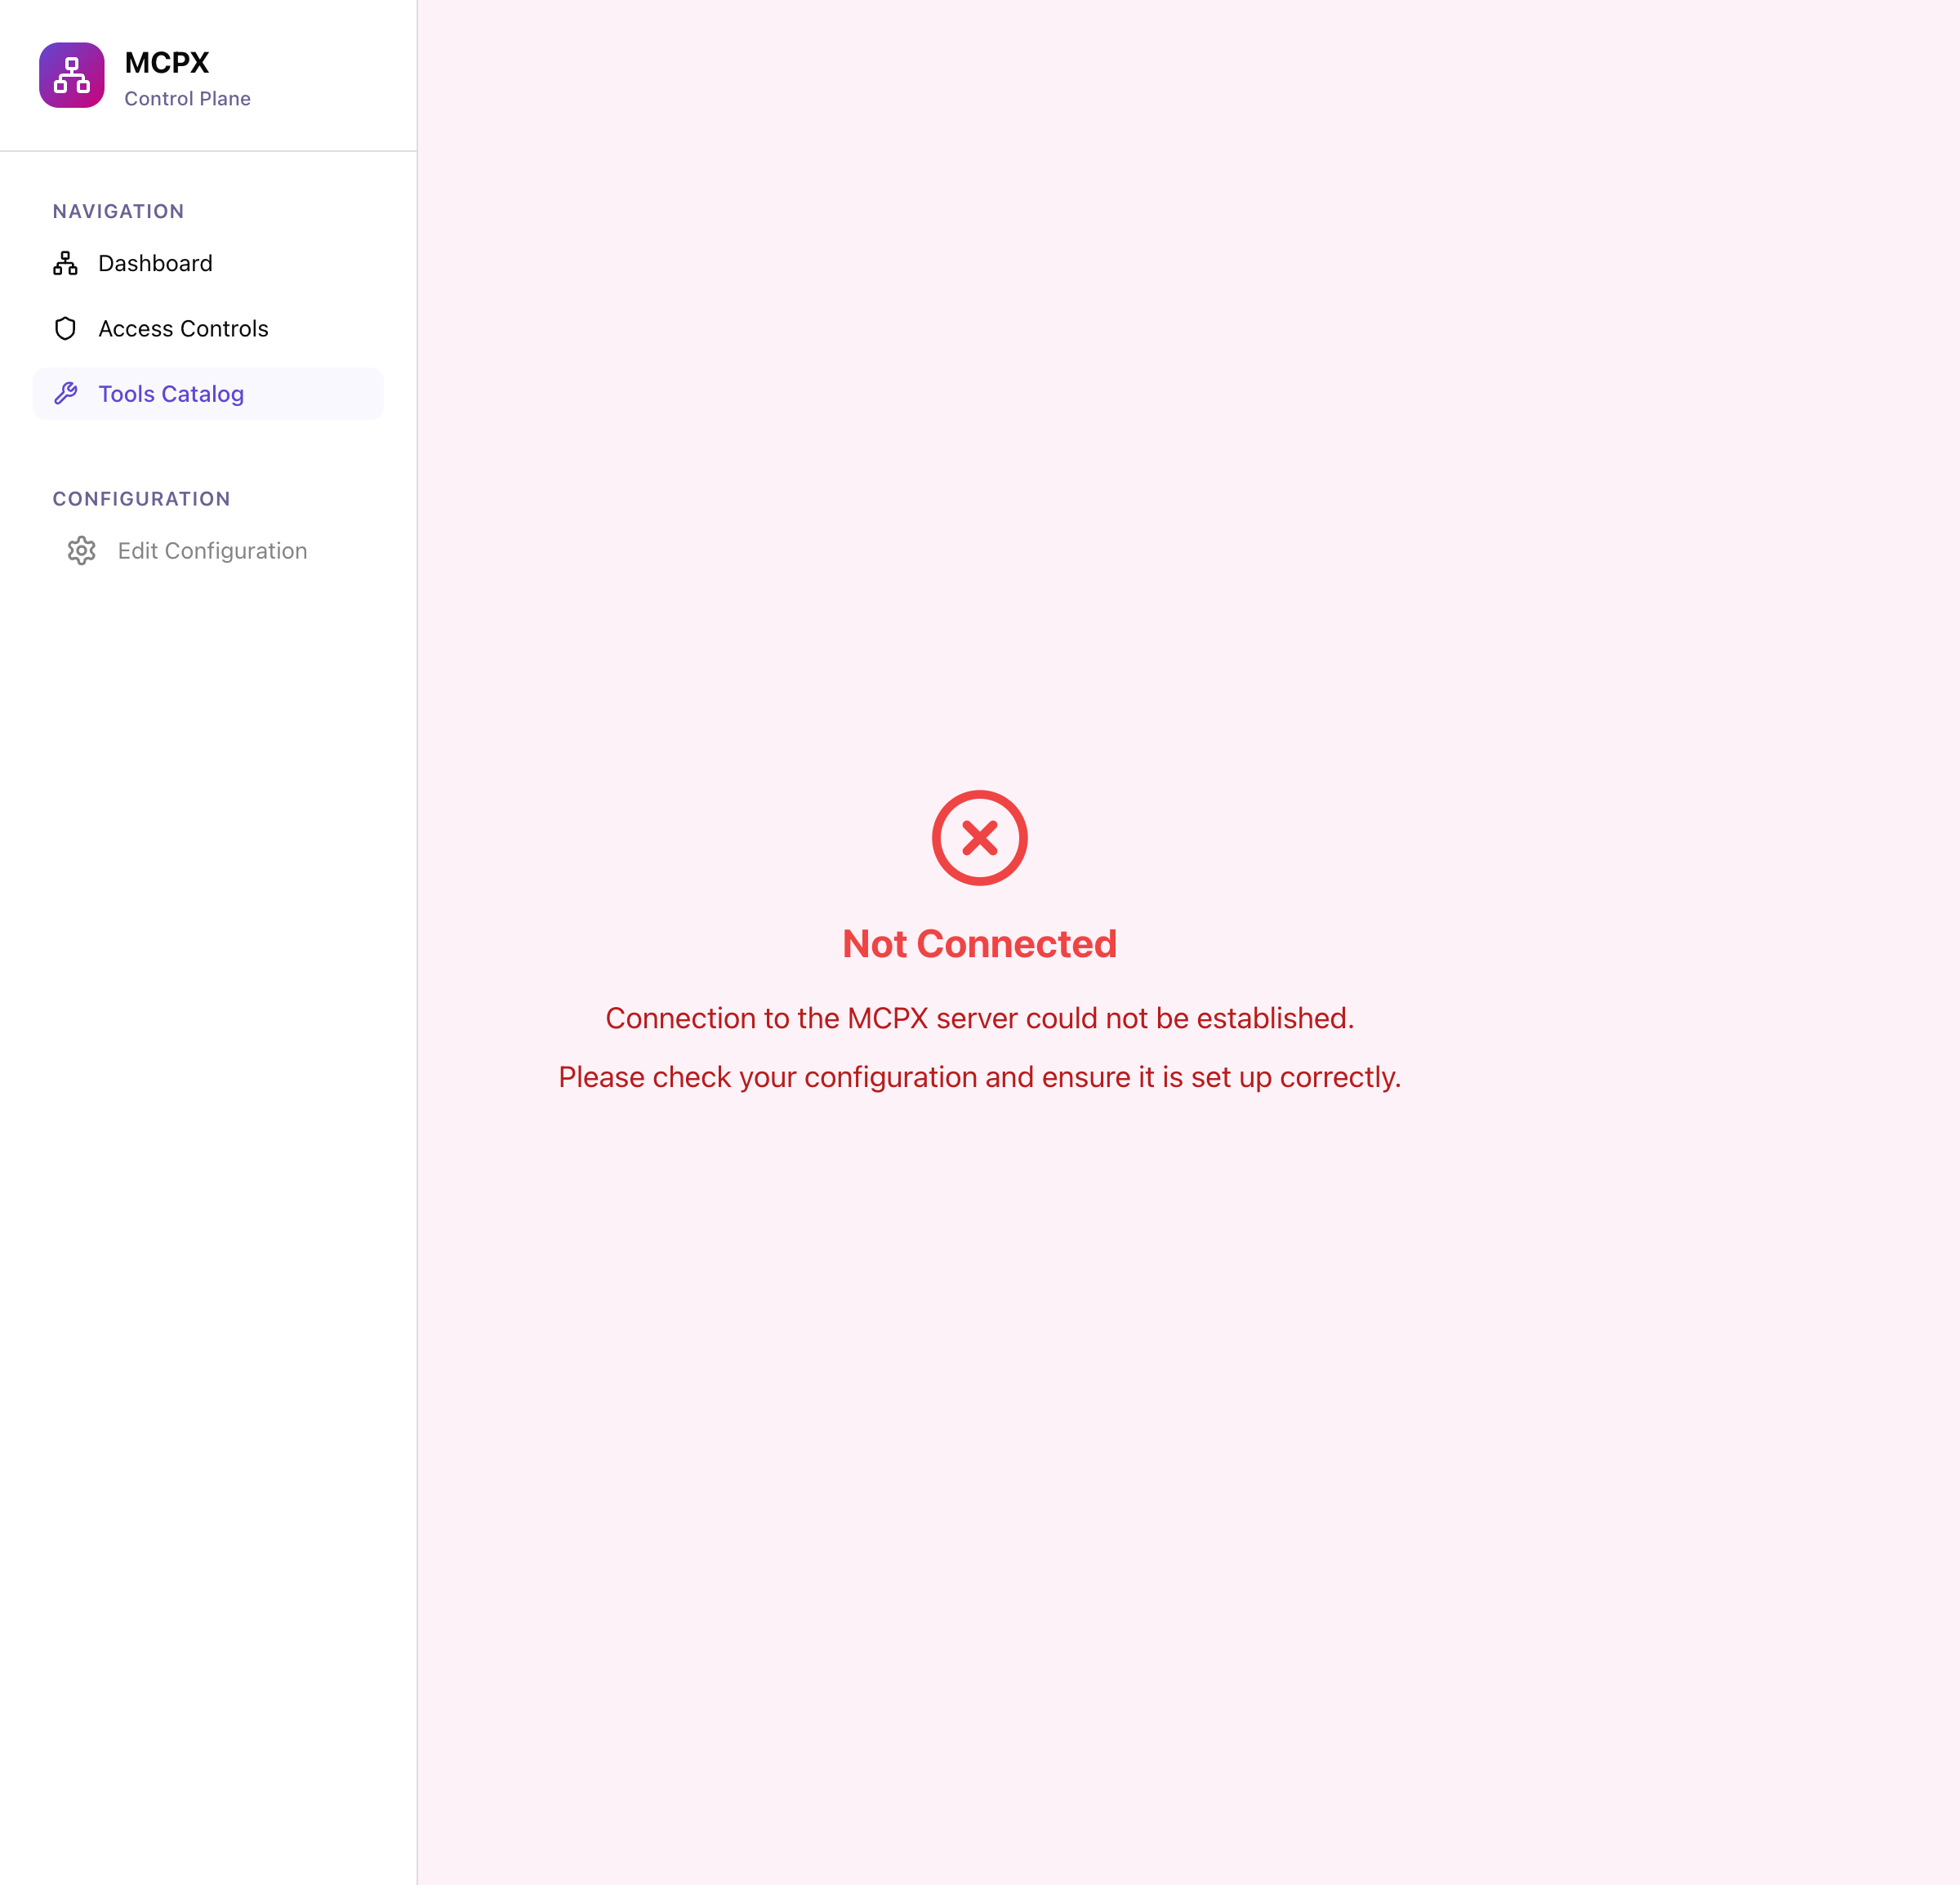 MCPX
Control Plane
NAVIGATION
Dashboard
Access Controls
Tools Catalog
CONFIGURATION
Edit Configuration
Not Connected
Connection to the MCPX server could not be established.
Please check your configuration and ensure it is set up correctly.